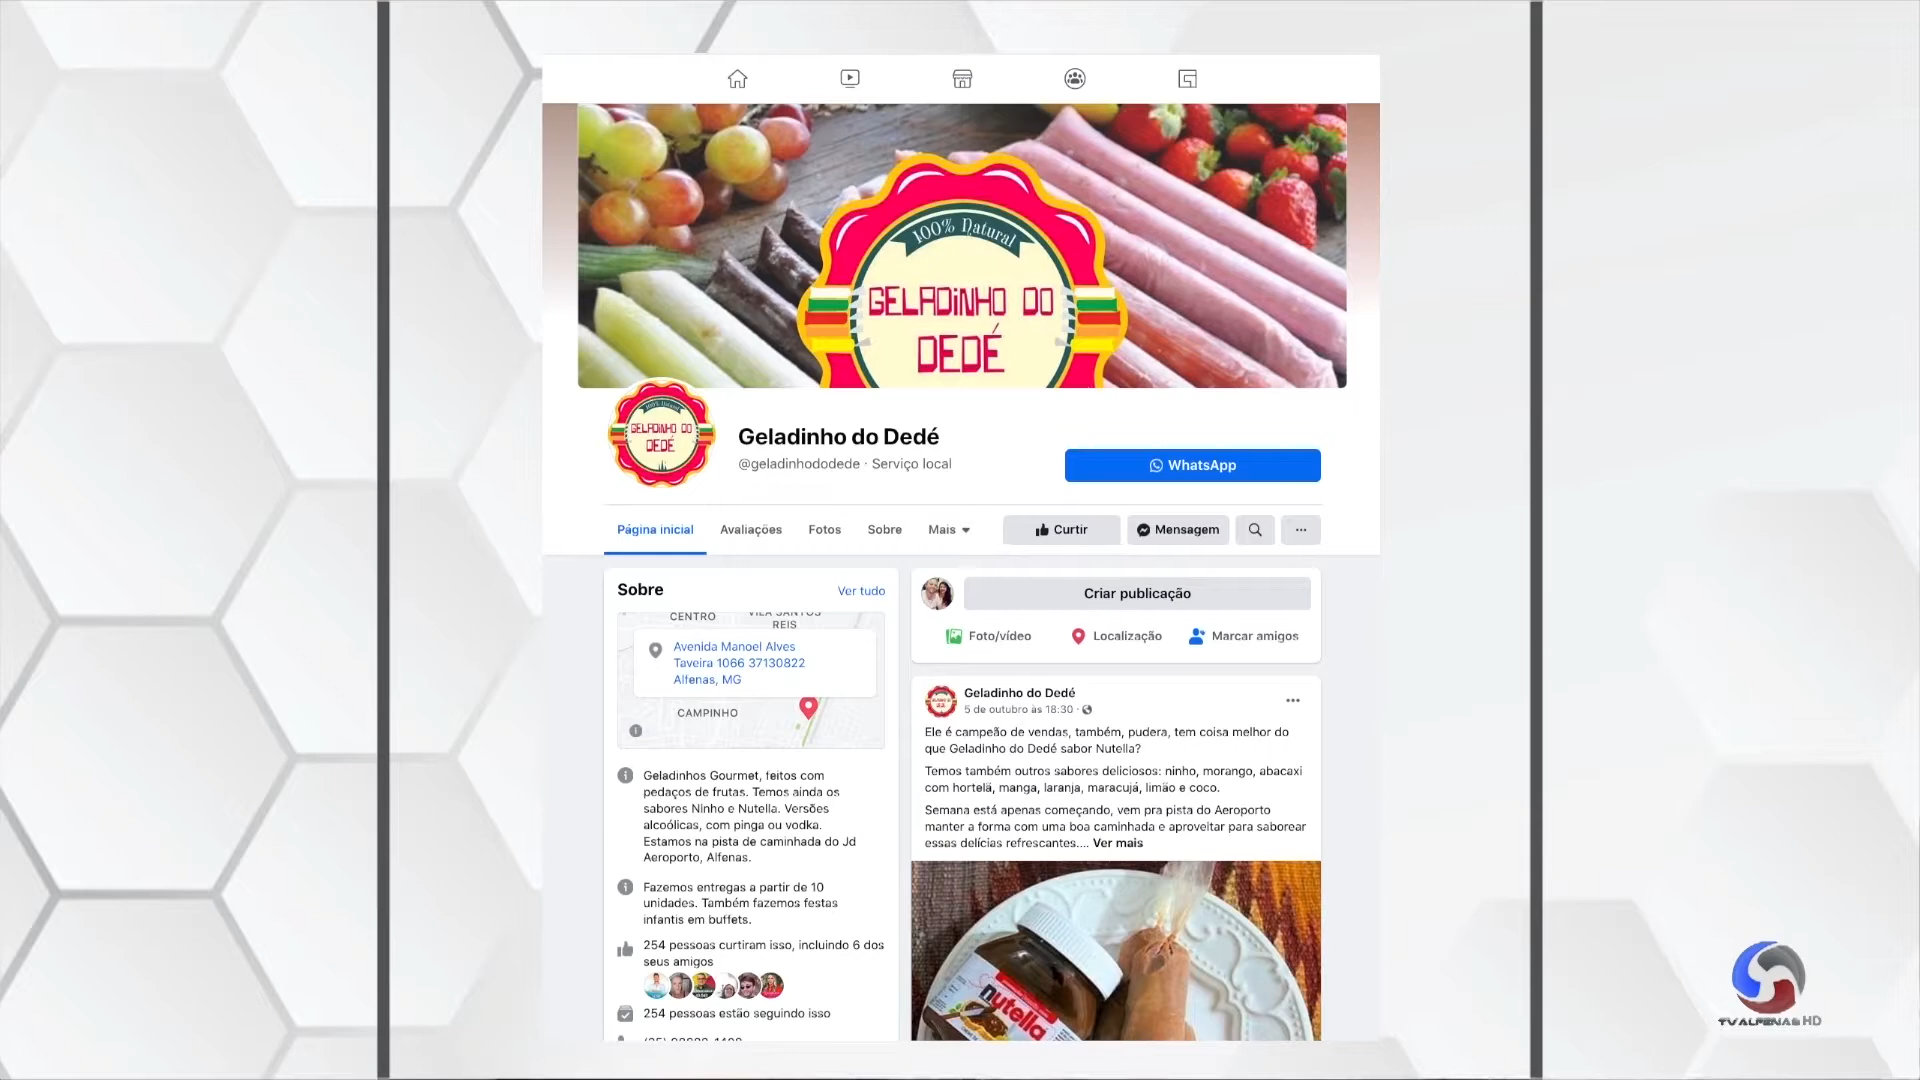 100% Natural
GELADINHO DO
DEDÉ
GELADINHO DO
DEDÉ
Geladinho do Dedé
@geladinhododede · Serviço local
WhatsApp
Página inicial
Avaliações
Fotos
Sobre
Mais
Curtir
Mensagem
Sobre
Ver tudo
CENTRO
VILA SANTOS
REIS
Avenida Manoel Alves
Taveira 1066 37130822
Alfenas, MG
CAMPINHO
Geladinhos Gourmet, feitos com
pedaços de frutas. Temos ainda os
sabores Ninho e Nutella. Versões
alcoólicas, com pinga ou vodka.
Estamos na pista de caminhada do Jd
Aeroporto, Alfenas.
Fazemos entregas a partir de 10
unidades. Também fazemos festas
infantis em buffets.
254 pessoas curtiram isso, incluindo 6 dos
seus amigos
254 pessoas estão seguindo isso
Criar publicação
Foto/vídeo
Localização
Marcar amigos
Geladinho do Dedé
5 de outubro às 18:30 ·
Ele é campeão de vendas, também, pudera, tem coisa melhor do
que Geladinho do Dedé sabor Nutella?
Temos também outros sabores deliciosos: ninho, morango, abacaxi
com hortelã, manga, laranja, maracujá, limão e coco.
Semana está apenas começando, vem pra pista do Aeroporto
manter a forma com uma boa caminhada e aproveitar para saborear
essas delícias refrescantes.... Ver mais
nutella
TV ALFENAS HD